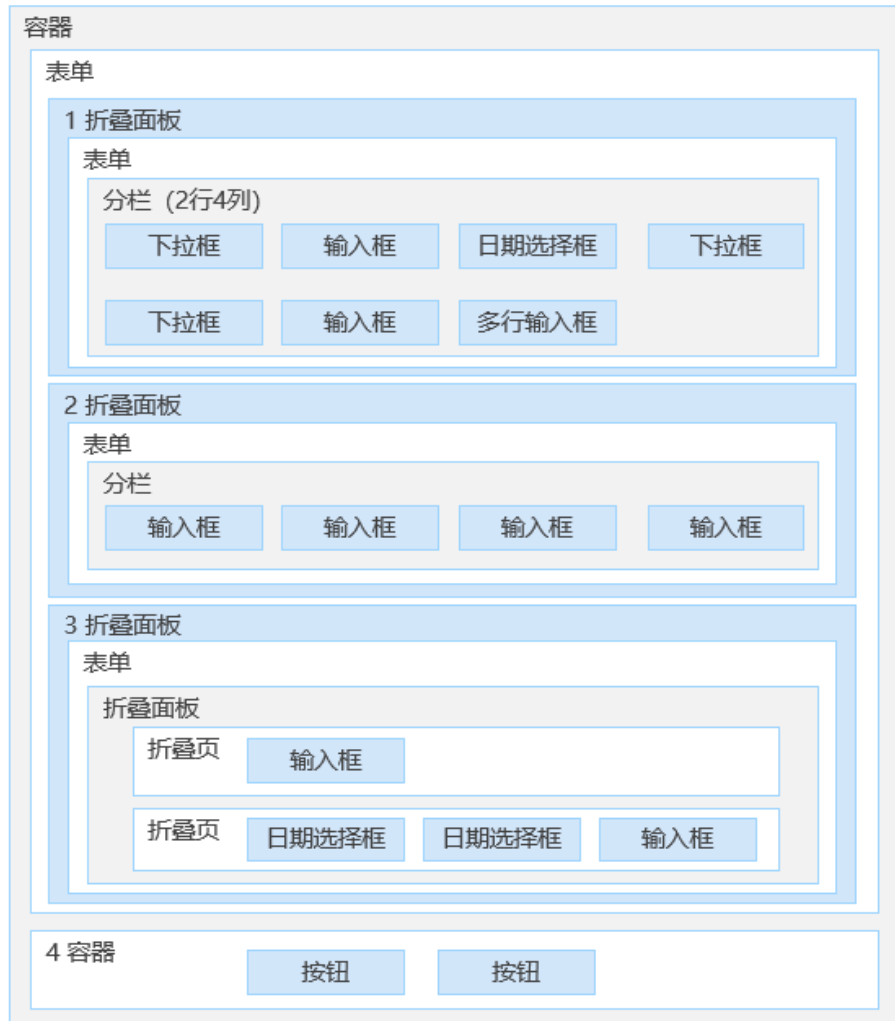 容器
表单
1 折叠面板
表单
分栏 (2行4列)
下拉框 输入框 日期选择框 下拉框
下拉框 输入框 多行输入框
2 折叠面板
表单
分栏
输入框 输入框 输入框 输入框
3 折叠面板
表单
折叠面板
折叠页 输入框
折叠页 日期选择框 日期选择框 输入框
4 容器 按钮 按钮